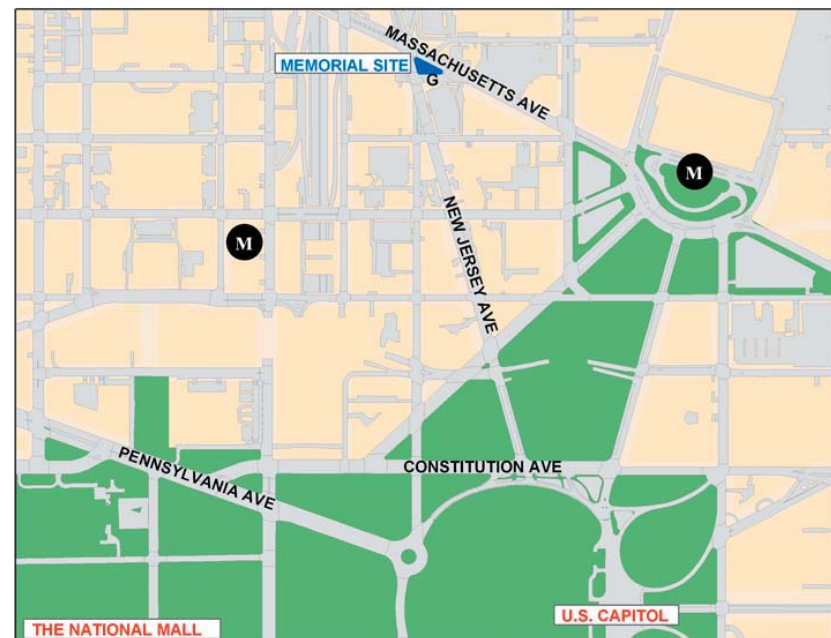 MASSACHUSETTS AVE
MEMORIAL SITE
G
M
M
NEW JERSEY AVE
PENNSYLVANIA AVE
CONSTITUTION AVE
THE NATIONAL MALL
U.S. CAPITOL